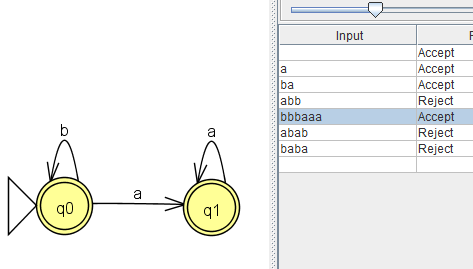 Input
Accept
a Accept
ba Accept
abb Reject
bbbaaa Accept
abab Reject
baba Reject
b
a
a
q0
q1